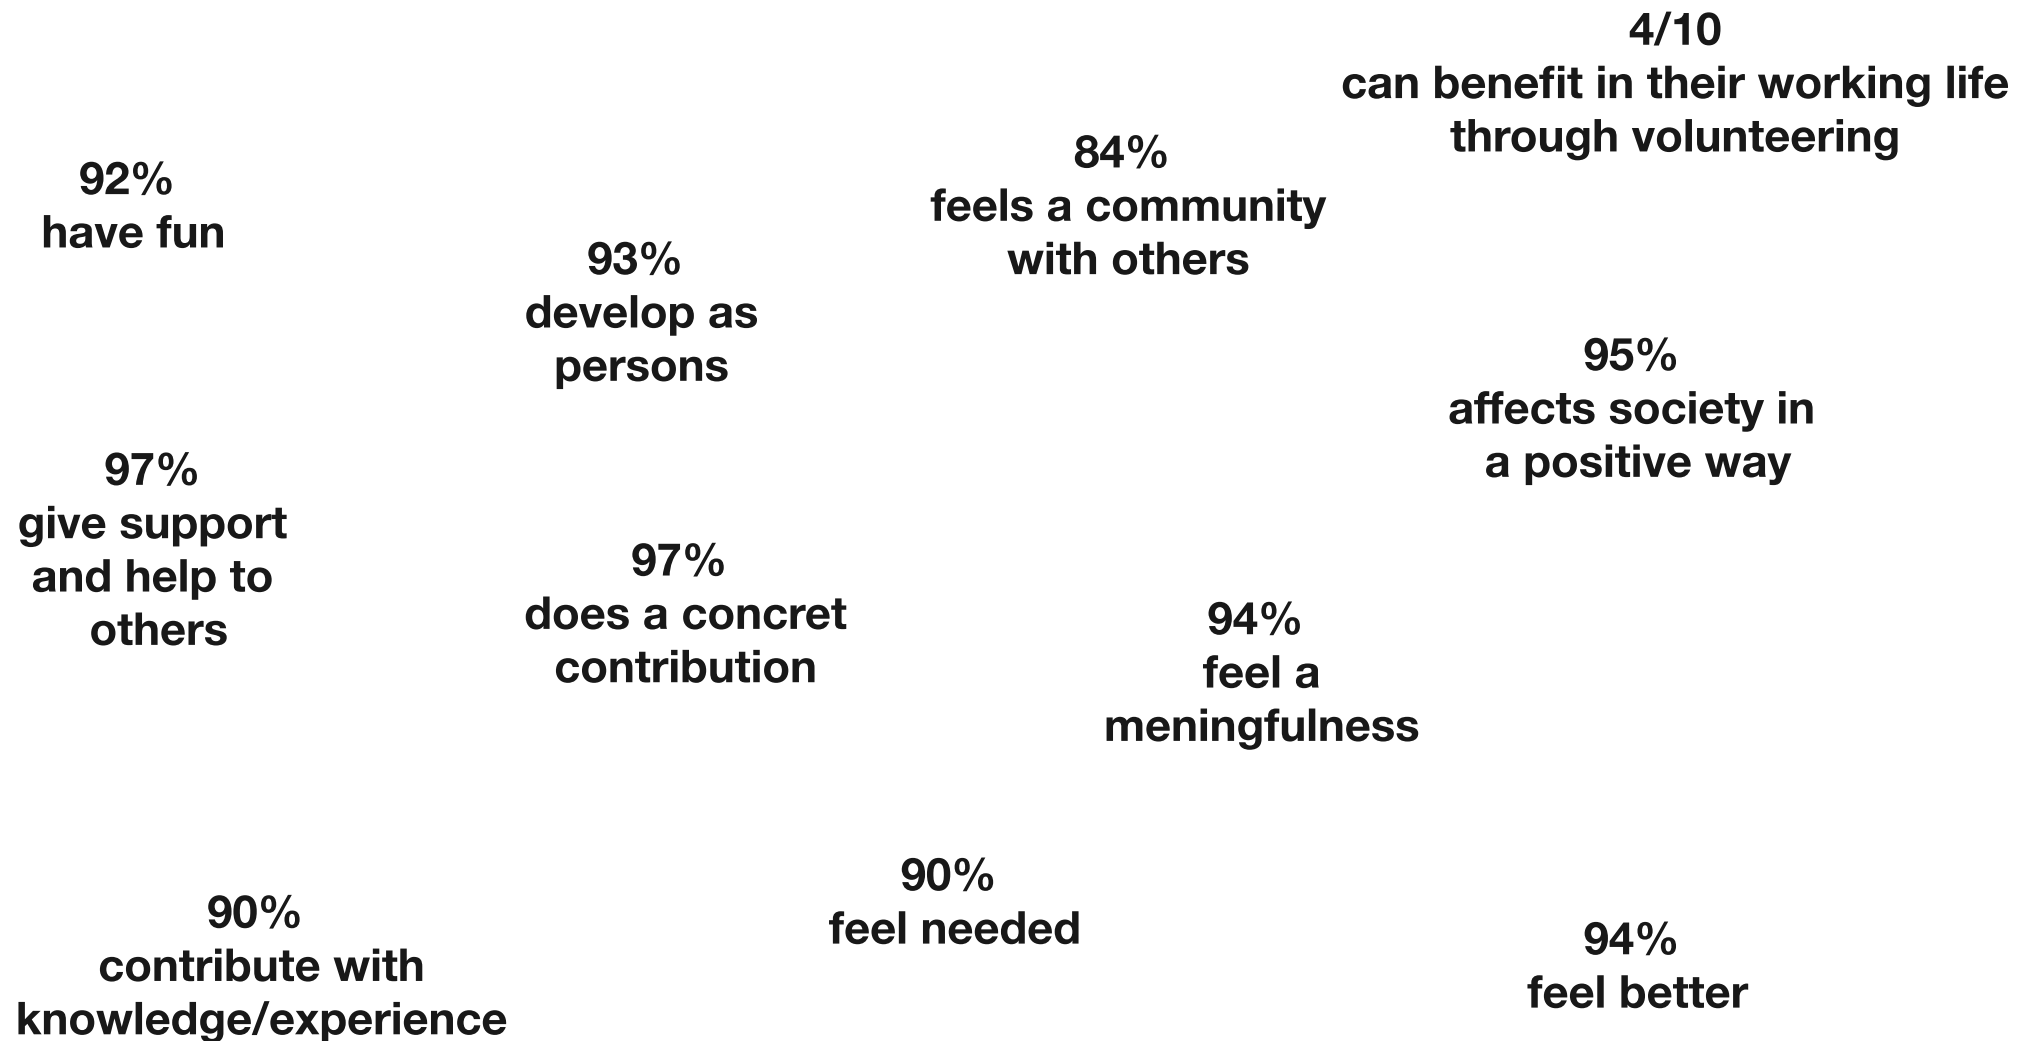 4/10
can benefit in their working life
through volunteering
84%
feels a community
with others
92%
have fun
93%
develop as
persons
95%
affects society in
a positive way
97%
give support
and help to
others
97%
does a concret
contribution
94%
feel a
meningfulness
90%
feel needed
90%
contribute with
knowledge/experience
94%
feel better